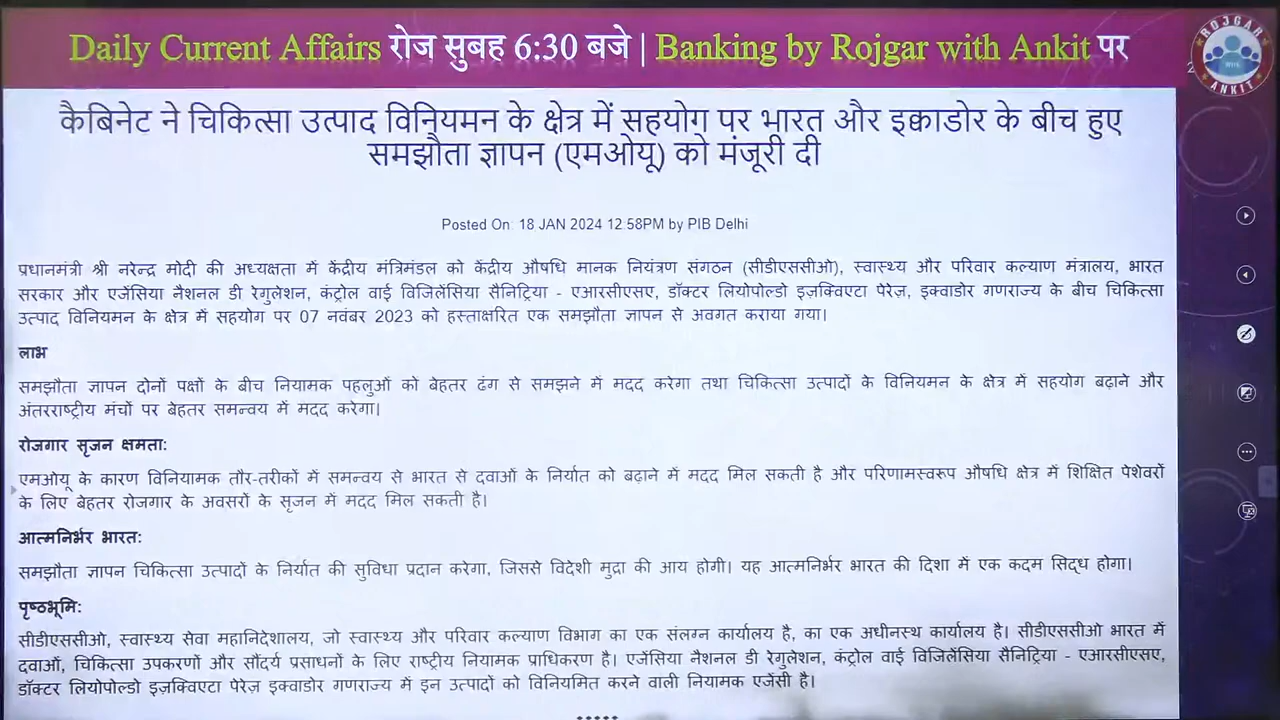 Daily Current Affairs रोज सुबह 6:30 बजे | Banking by Rojgar with Ankit पर
ROJGAR
WITH
ANKIT
कैबिनेट ने चिकित्सा उत्पाद विनियमन के क्षेत्र में सहयोग पर भारत और इक्वाडोर के बीच हुए
समझौता ज्ञापन (एमओयू) को मंजूरी दी
Posted On: 18 JAN 2024 12:58PM by PIB Delhi
प्रधानमंत्री श्री नरेन्द्र मोदी की अध्यक्षता में केंद्रीय मंत्रिमंडल को केंद्रीय औषधि मानक नियंत्रण संगठन (सीडीएससीओ), स्वास्थ्य और परिवार कल्याण मंत्रालय, भारत
सरकार और एजेंसिया नैशनल डी रेगुलेशन, कंट्रोल वाई विजिलेंसिया सैनिट्रिया - एआरसीएसए, डॉक्टर लियोपोल्डो इज़क्विएटा पेरेज़, इक्वाडोर गणराज्य के बीच चिकित्सा
उत्पाद विनियमन के क्षेत्र में सहयोग पर 07 नवंबर 2023 को हस्ताक्षरित एक समझौता ज्ञापन से अवगत कराया गया।
लाभ
समझौता ज्ञापन दोनों पक्षों के बीच नियामक पहलुओं को बेहतर ढंग से समझने में मदद करेगा तथा चिकित्सा उत्पादों के विनियमन के क्षेत्र में सहयोग बढ़ाने और
अंतरराष्ट्रीय मंचों पर बेहतर समन्वय में मदद करेगा।
रोजगार सृजन क्षमता:
एमओयू के कारण विनियामक तौर-तरीकों में समन्वय से भारत से दवाओं के निर्यात को बढ़ाने में मदद मिल सकती है और परिणामस्वरूप औषधि क्षेत्र में शिक्षित पेशेवरों
के लिए बेहतर रोजगार के अवसरों के सृजन में मदद मिल सकती है।
आत्मनिर्भर भारत:
समझौता ज्ञापन चिकित्सा उत्पादों के निर्यात की सुविधा प्रदान करेगा, जिससे विदेशी मुद्रा की आय होगी। यह आत्मनिर्भर भारत की दिशा में एक कदम सिद्ध होगा।
पृष्ठभूमि:
सीडीएससीओ, स्वास्थ्य सेवा महानिदेशालय, जो स्वास्थ्य और परिवार कल्याण विभाग का एक संलग्न कार्यालय है, का एक अधीनस्थ कार्यालय है। सीडीएससीओ भारत में
दवाओं, चिकित्सा उपकरणों और सौंदर्य प्रसाधनों के लिए राष्ट्रीय नियामक प्राधिकरण है। एजेंसिया नैशनल डी रेगुलेशन, कंट्रोल वाई विजिलेंसिया सैनिट्रिया - एआरसीएसए,
डॉक्टर लियोपोल्डो इज़क्विएटा पेरेज़ इक्वाडोर गणराज्य में इन उत्पादों को विनियमित करने वाली नियामक एजेंसी है।